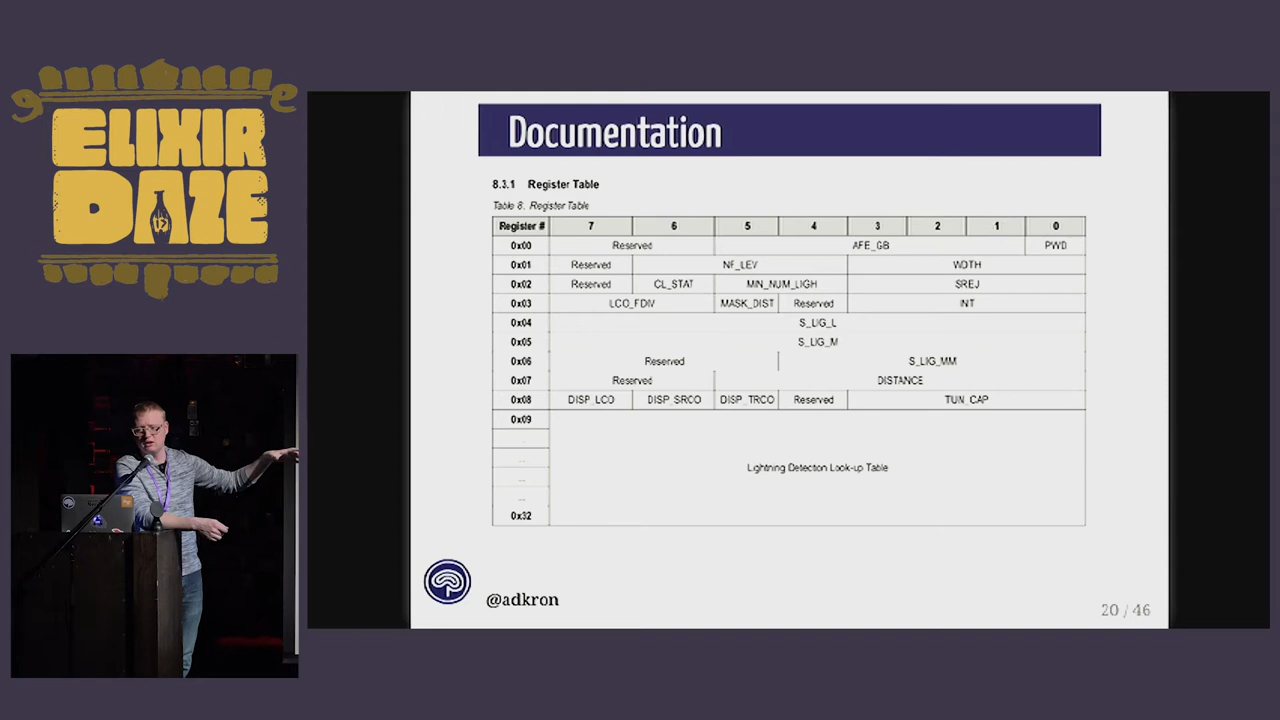 ELIXIR
DAZE
Documentation
8.3.1 Register Table
Table 8. Register Table
Register # 7 6 5 4 3 2 1 0
0x00 Reserved AFE_GB PWD
0x01 Reserved NF_LEV WDTH
0x02 Reserved CL_STAT MIN_NUM_LIGH SREJ
0x03 LCO_FDIV MASK_DIST Reserved INT
0x04 S_LIG_L
0x05 S_LIG_M
0x06 Reserved S_LIG_MM
0x07 Reserved DISTANCE
0x08 DISP_LCO DISP_SRCO DISP_TRCO Reserved TUN_CAP
0x09
...
...
Lightning Detection Look-up Table
...
...
0x32
@adkron
20 / 46